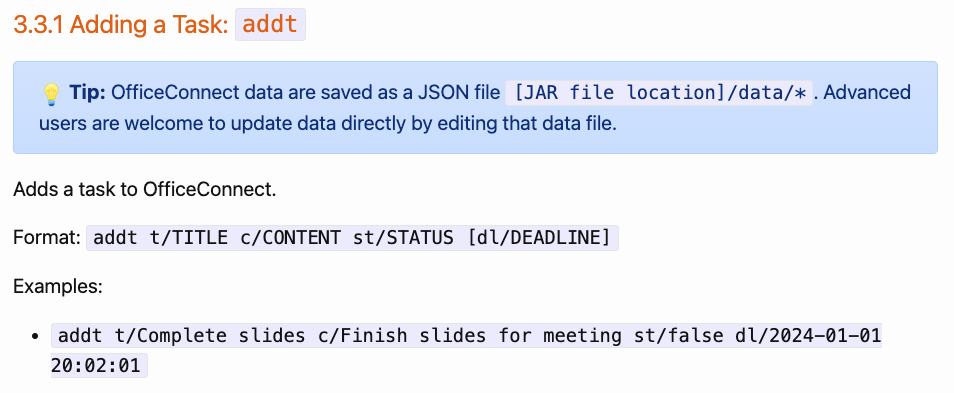 3.3.1 Adding a Task: addt
💡 Tip: OfficeConnect data are saved as a JSON file [JAR file location]/data/*. Advanced
users are welcome to update data directly by editing that data file.
Adds a task to OfficeConnect.
Format: addt t/TITLE c/CONTENT st/STATUS [dl/DEADLINE]
Examples:
• addt t/Complete slides c/Finish slides for meeting st/false dl/2024-01-01
20:02:01